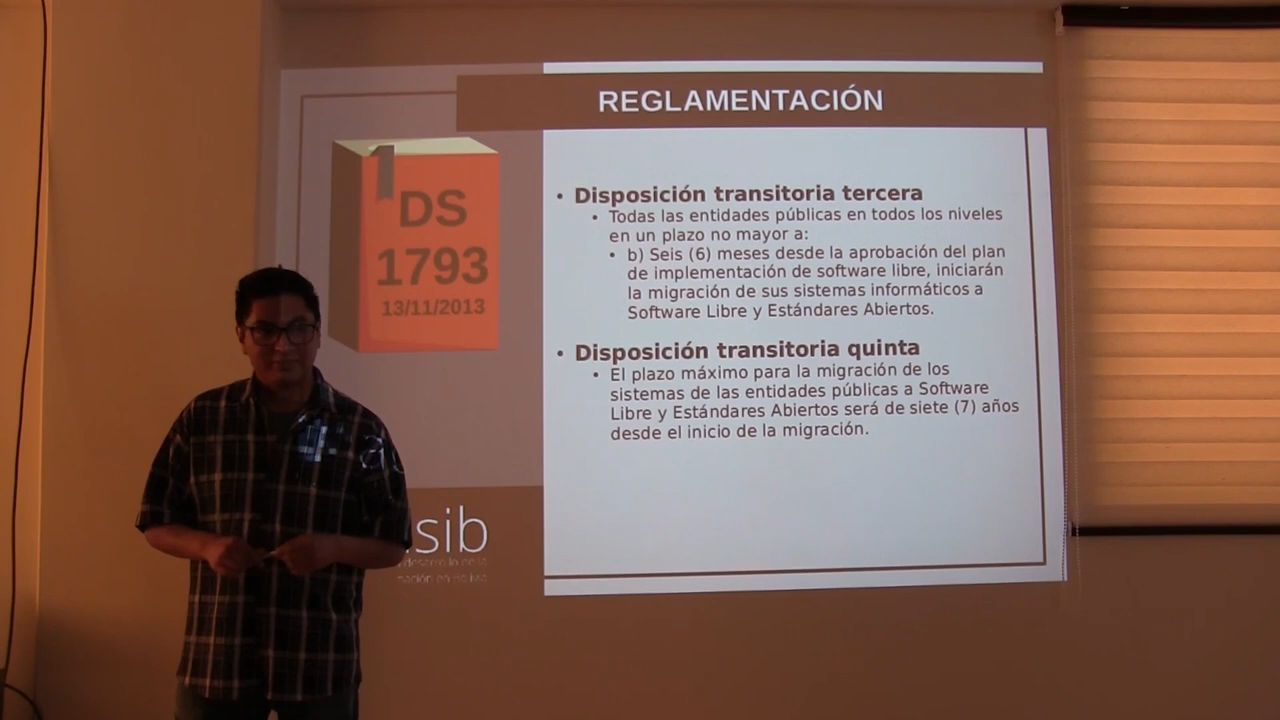 REGLAMENTACIÓN
DS
1793
13/11/2013
• Disposición transitoria tercera
• Todas las entidades públicas en todos los niveles
en un plazo no mayor a:
• b) Seis (6) meses desde la aprobación del plan
de implementación de software libre, iniciarán
la migración de sus sistemas informáticos a
Software Libre y Estándares Abiertos.
• Disposición transitoria quinta
• El plazo máximo para la migración de los
sistemas de las entidades públicas a Software
Libre y Estándares Abiertos será de siete (7) años
desde el inicio de la migración.
sib